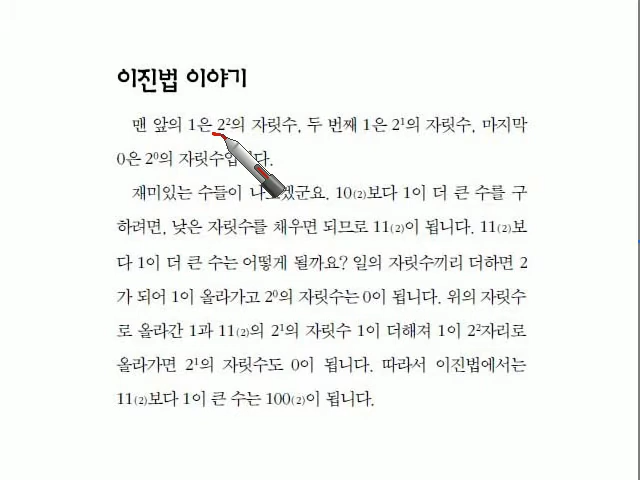 이진법 이야기
맨 앞의 1은 2²의 자릿수, 두 번째 1은 2¹의 자릿수, 마지막
0은 2⁰의 자릿수입니다.
재미있는 수들이 나오겠군요. 10(2)보다 1이 더 큰 수를 구
하려면, 낮은 자릿수를 채우면 되므로 11(2)이 됩니다. 11(2)보
다 1이 더 큰 수는 어떻게 될까요? 일의 자릿수끼리 더하면 2
가 되어 1이 올라가고 2⁰의 자릿수는 0이 됩니다. 위의 자릿수
로 올라간 1과 11(2)의 2¹의 자릿수 1이 더해져 1이 2²자리로
올라가면 2¹의 자릿수도 0이 됩니다. 따라서 이진법에서는
11(2)보다 1이 큰 수는 100(2)이 됩니다.